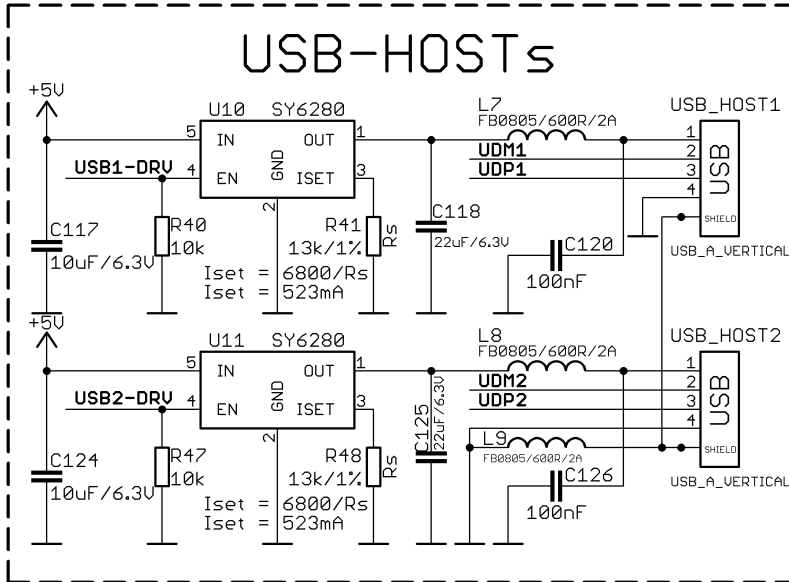 USB-HOSTs
+5V
U10 SY6280
L7
FB0805/600R/2A
USB_HOST1
5 IN OUT 1
USB1-DRV 4 EN GND ISET 3
2
UDM1
UDP1
1
2
3
4
USB
SHIELD
USB_A_VERTICAL
C117
10uF/6.3V
R40
10k
R41
13k/1%
Rs
C118
22uF/6.3V
C120
100nF
Iset = 6800/Rs
Iset = 523mA
+5V
U11 SY6280
L8
FB0805/600R/2A
USB_HOST2
5 IN OUT 1
USB2-DRV 4 EN GND ISET 3
2
UDM2
UDP2
1
2
3
4
USB
SHIELD
USB_A_VERTICAL
C124
10uF/6.3V
R47
10k
R48
13k/1%
Rs
C125
22uF/6.3V
L9
FB0805/600R/2A
C126
100nF
Iset = 6800/Rs
Iset = 523mA